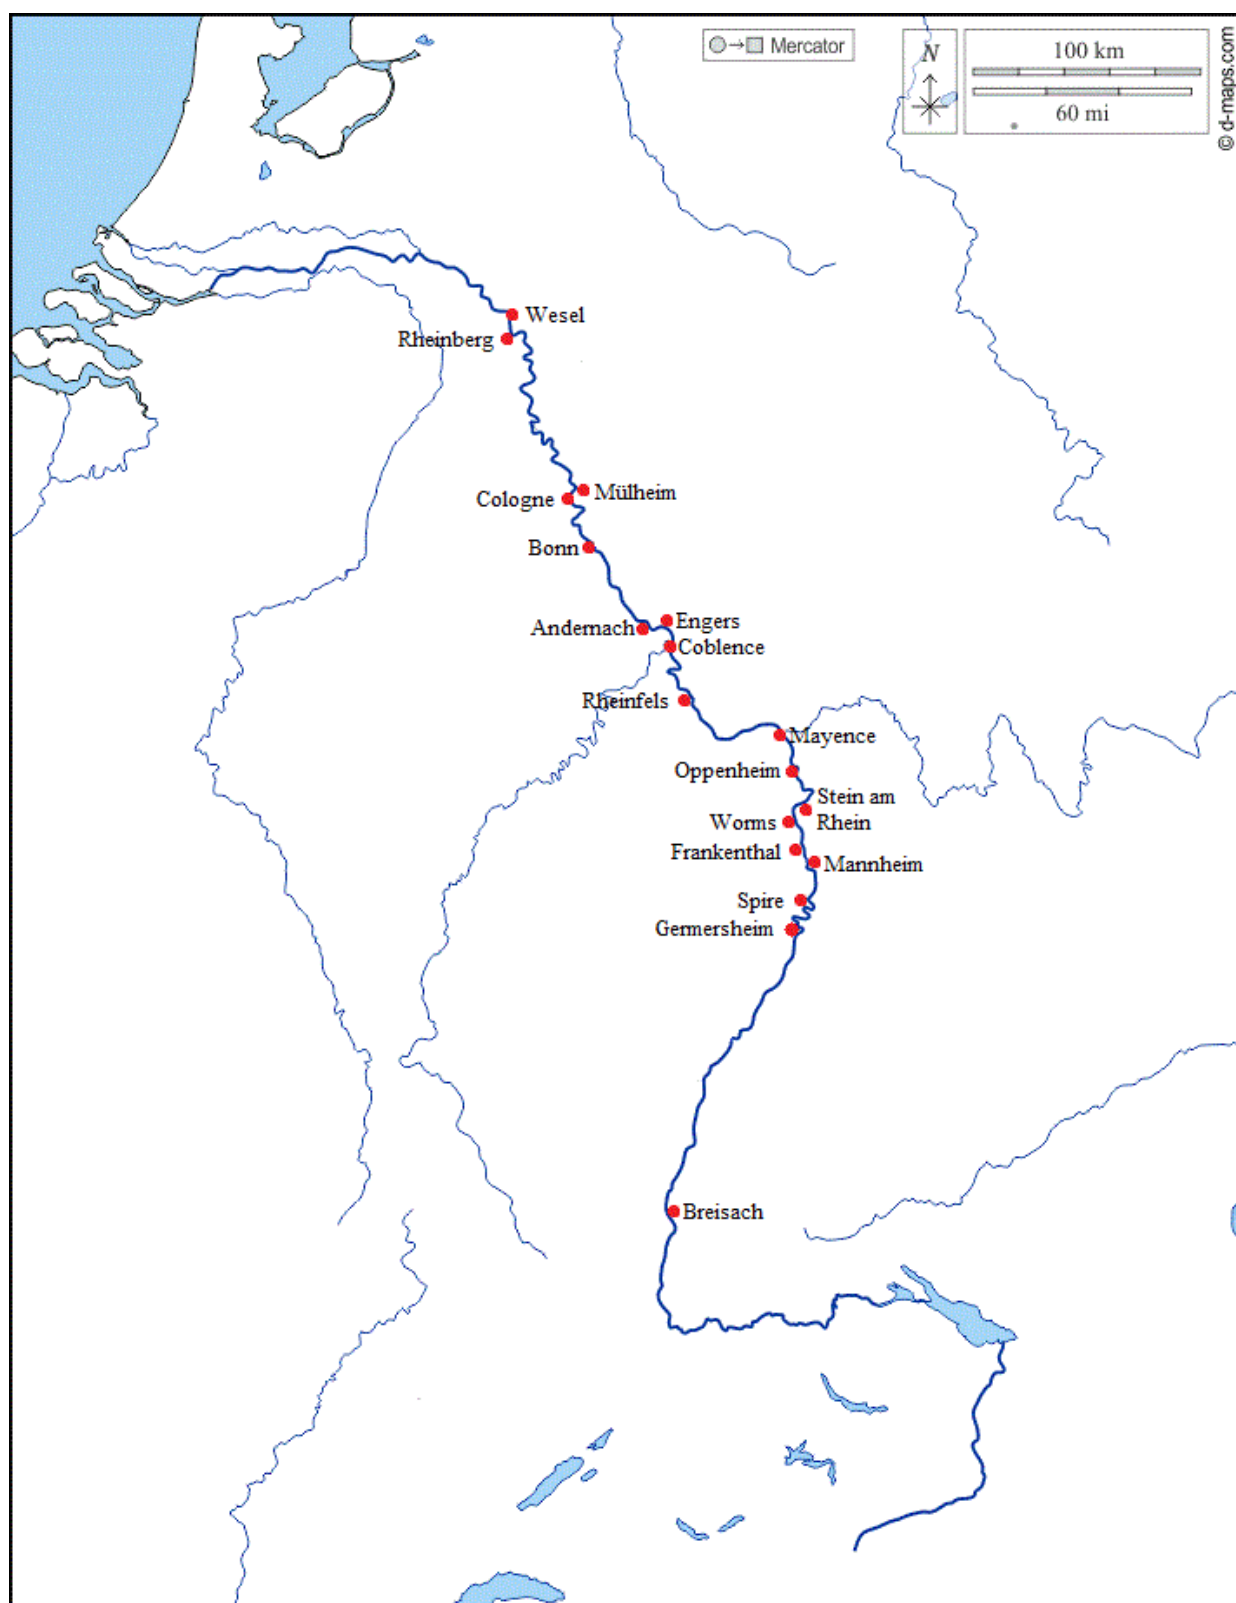 Mercator
N
100 km
60 mi
© d-maps.com
Wesel
Rheinberg
Mülheim
Cologne
Bonn
Engers
Andernach
Coblence
Rheinfels
Mayence
Oppenheim
Stein am
Rhein
Worms
Frankenthal
Mannheim
Spire
Germersheim
Breisach